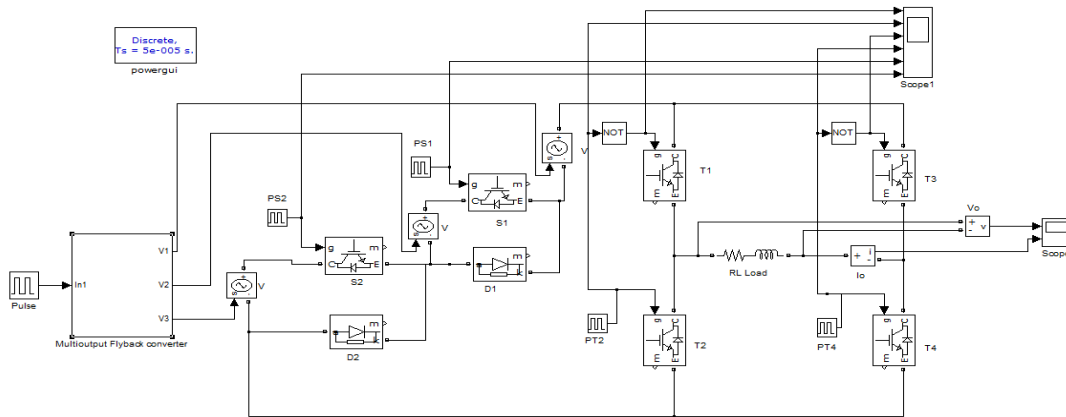 Discrete,
Ts = 5e-005 s.
powergui
Scope1
PS1
NOT
NOT
V
g
C
E
g
C
E
m
T1
T3
g
m
C
E
S1
PS2
V
g
m
C
E
S2
V
m
k
D1
Vo
v
Scope
RL Load
i
Io
Pulse
In1
V1
V2
V3
Multioutput Flyback converter
m
k
D2
PT2
g
C
m
E
T2
PT4
g
C
m
E
T4